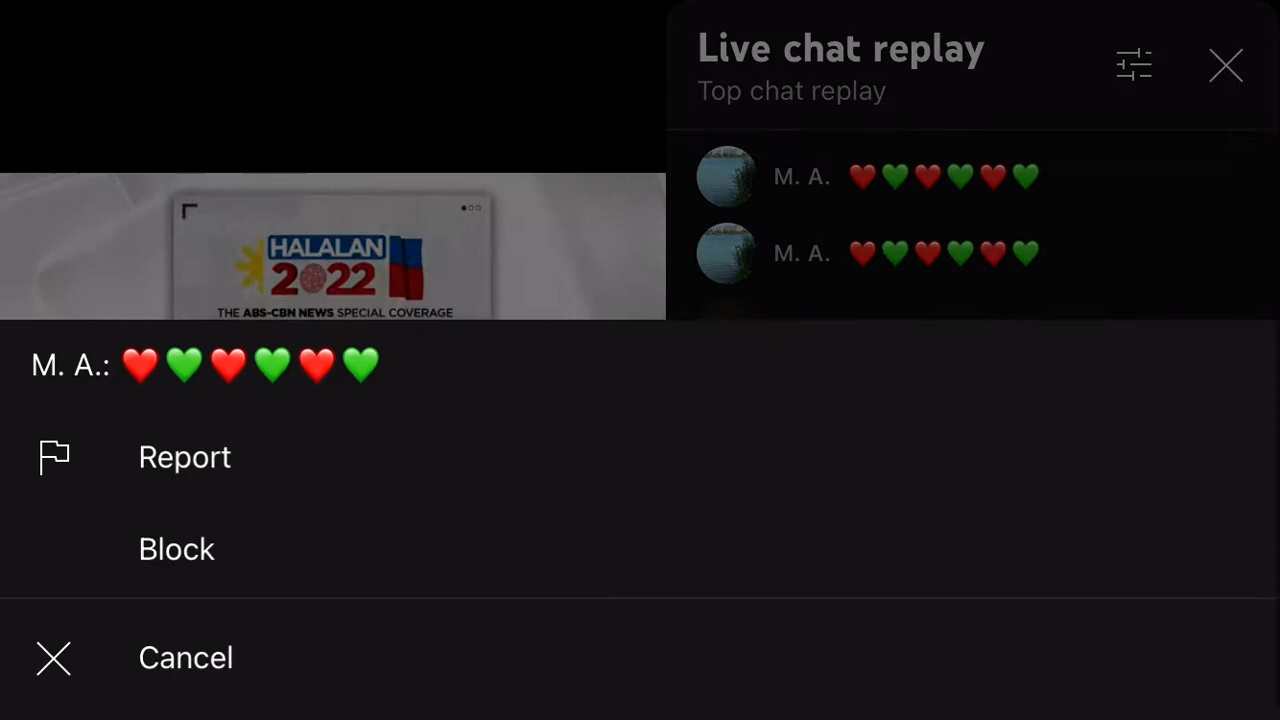 Live chat replay
Top chat replay
M. A. ❤️💚❤️💚❤️💚
M. A. ❤️💚❤️💚❤️💚
HALALAN
2022
THE ABS-CBN NEWS SPECIAL COVERAGE
M. A.: ❤️💚❤️💚❤️💚
Report
Block
Cancel